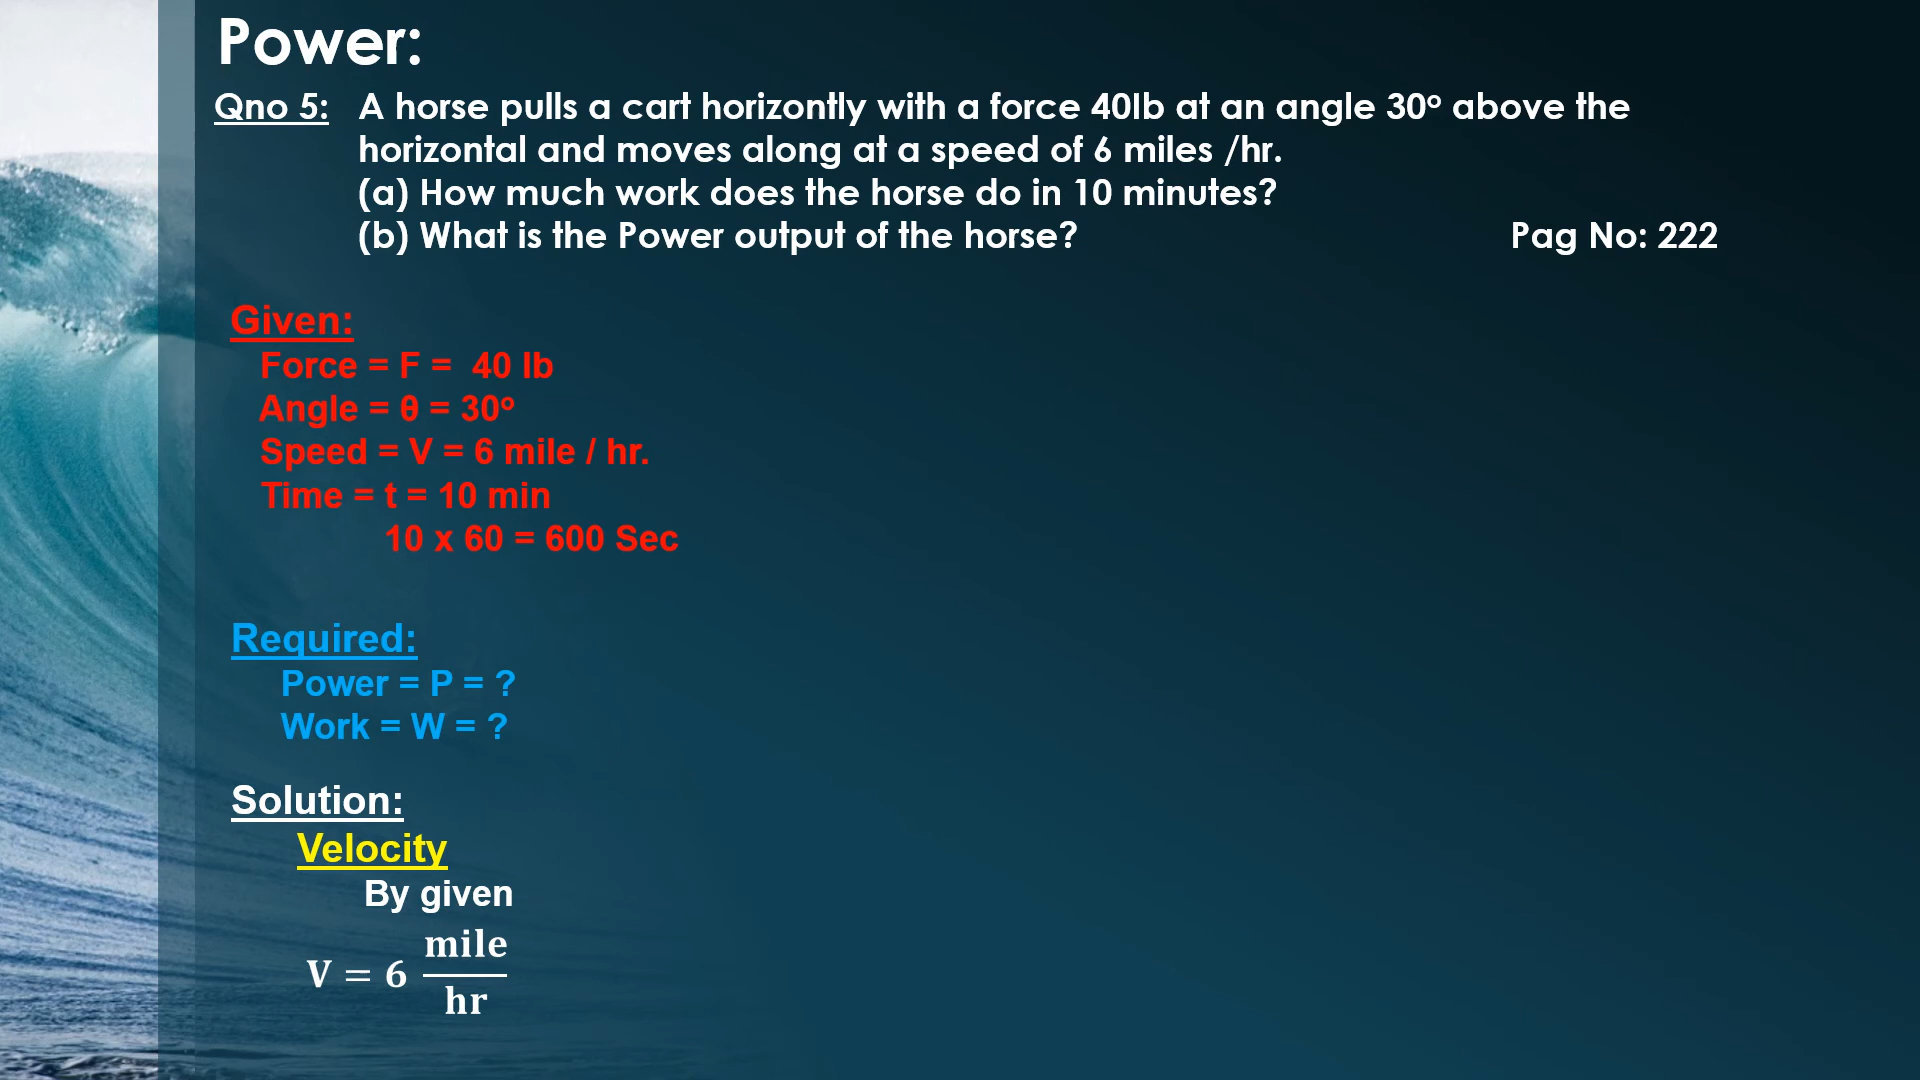 Power:
Qno 5: A horse pulls a cart horizontly with a force 40lb at an angle 30ᵒ above the
horizontal and moves along at a speed of 6 miles /hr.
(a) How much work does the horse do in 10 minutes?
(b) What is the Power output of the horse? Pag No: 222
Given:
Force = F = 40 lb
Angle = θ = 30ᵒ
Speed = V = 6 mile / hr.
Time = t = 10 min
10 x 60 = 600 Sec
Required:
Power = P = ?
Work = W = ?
Solution:
Velocity
By given
V = 6 mile/hr